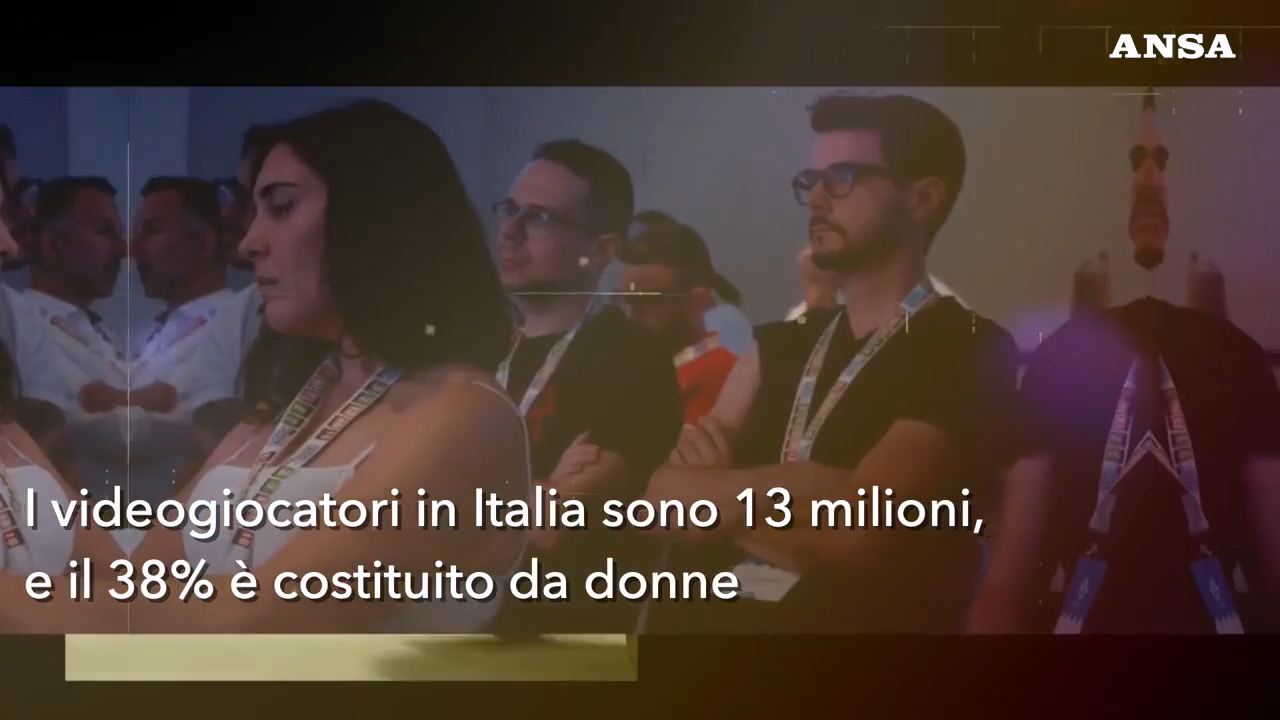 ANSA
I videogiocatori in Italia sono 13 milioni,
e il 38% è costituito da donne